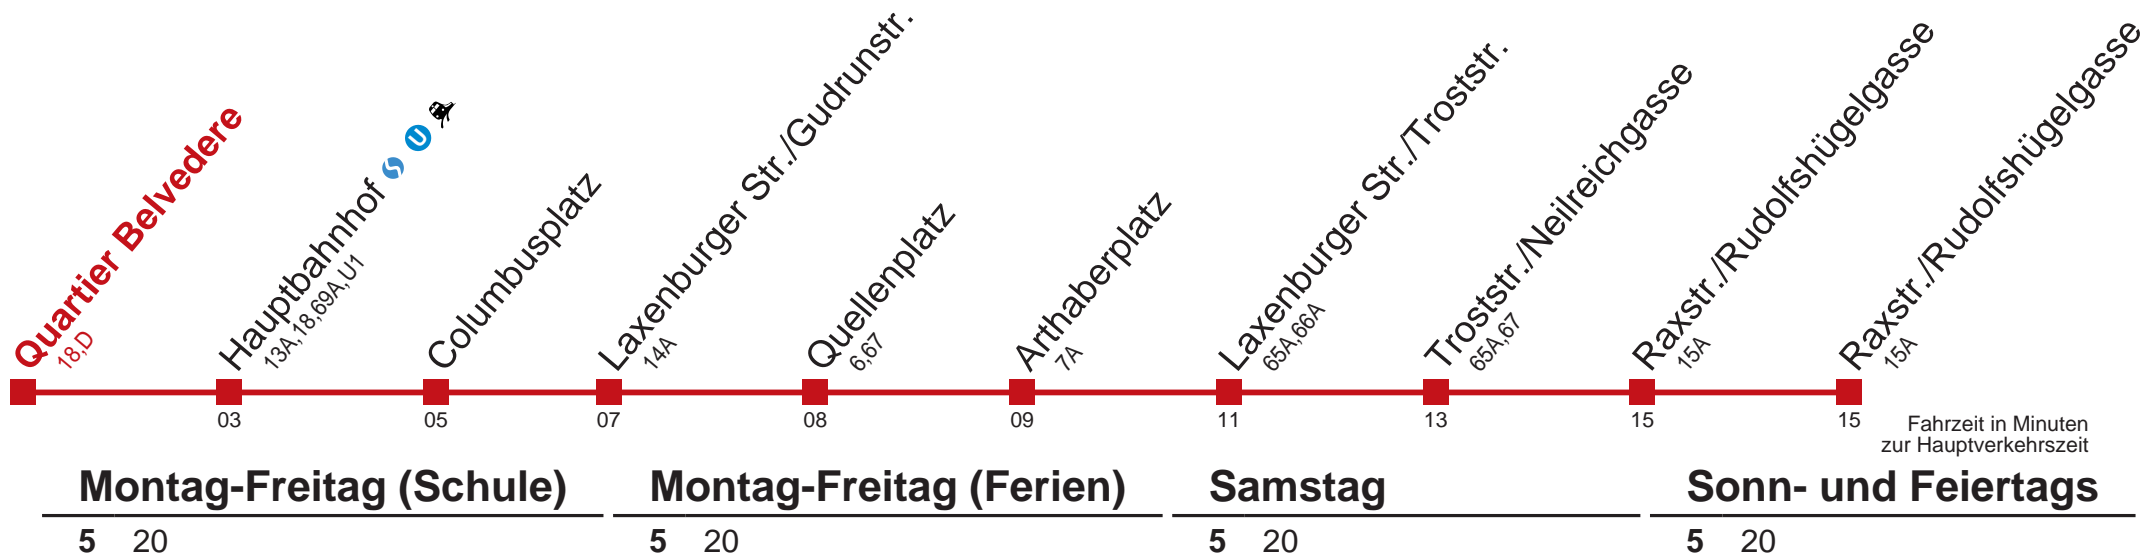 Quartier Belvedere
18,D
Hauptbahnhof S U
13A,18,69A,U1
Columbusplatz
Laxenburger Str./Gudrunstr.
14A
Quellenplatz
6,67
Arthaberplatz
7A
Laxenburger Str./Troststr.
65A,66A
Troststr./Neilreichgasse
65A,67
Raxstr./Rudolfshügelgasse
15A
Raxstr./Rudolfshügelgasse
15A
03 05 07 08 09 11 13 15 15
Fahrzeit in Minuten
zur Hauptverkehrszeit
Montag-Freitag (Schule) Montag-Freitag (Ferien) Samstag Sonn- und Feiertags
5 20 5 20 5 20 5 20